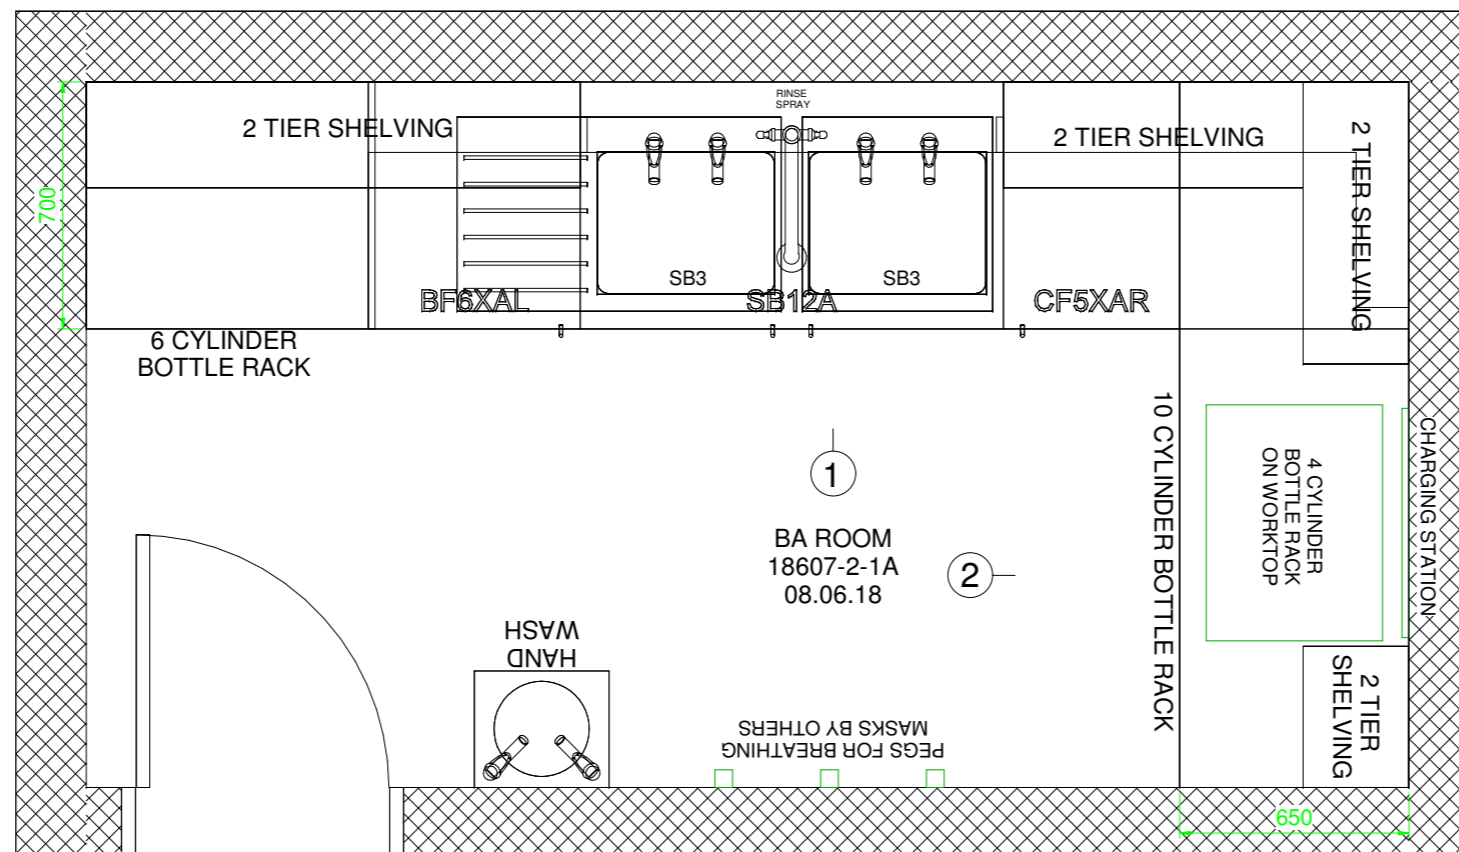 RINSE
SPRAY
2 TIER SHELVING
2 TIER SHELVING
2 TIER SHELVING
700
SB3
SB3
BF6XAL
SB12A
CF5XAR
6 CYLINDER
BOTTLE RACK
10 CYLINDER BOTTLE RACK
4 CYLINDER
BOTTLE RACK
ON WORKTOP
CHARGING STATION
1
BA ROOM
18607-2-1A
08.06.18
2
HAND
WASH
PEGS FOR BREATHING
MASKS BY OTHERS
2 TIER
SHELVING
650